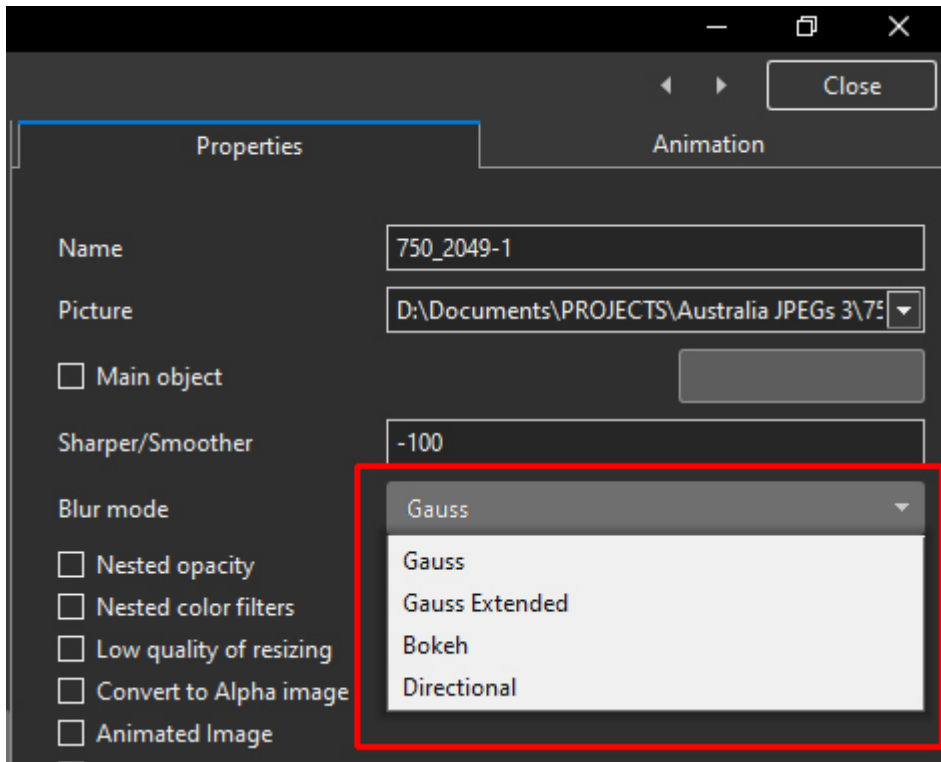 Close
Properties
Animation
Name
750_2049-1
Picture
D:\Documents\PROJECTS\Australia JPEGs 3\75
Main object
Sharper/Smoother
-100
Blur mode
Gauss
Gauss
Gauss Extended
Bokeh
Directional
Nested opacity
Nested color filters
Low quality of resizing
Convert to Alpha image
Animated Image